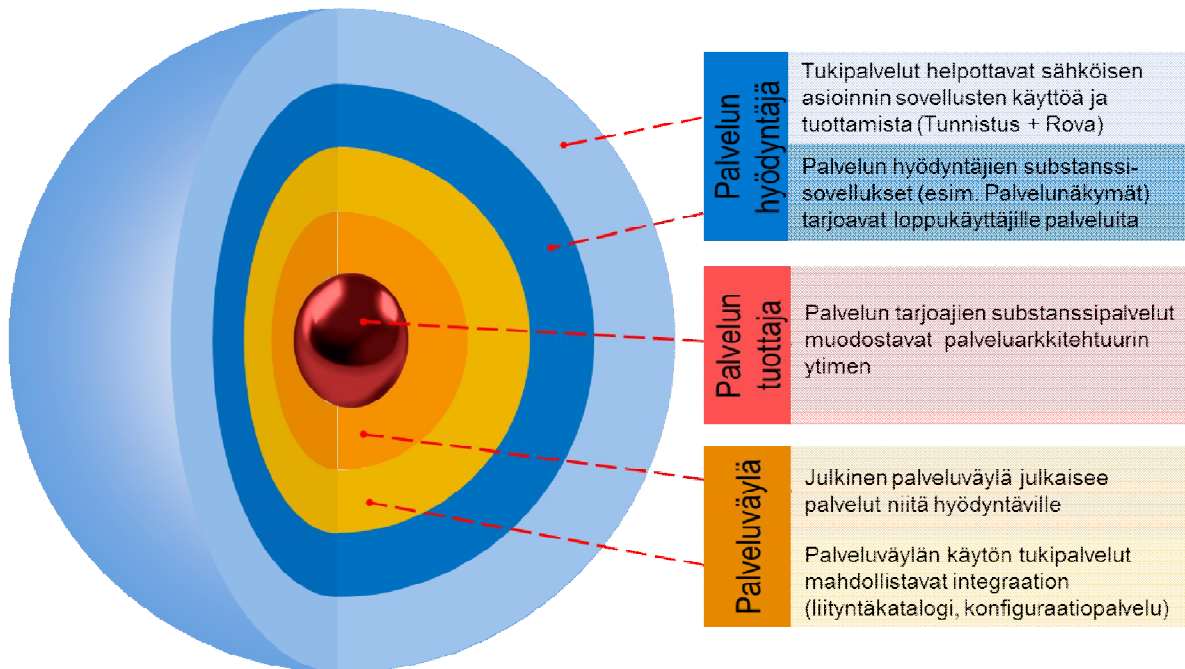 Palvelun
hyödyntäjä
Tukipalvelut helpottavat sähköisen
asioinnin sovellusten käyttöä ja
tuottamista (Tunnistus + Rova)
Palvelun hyödyntäjien substanssi-
sovellukset (esim. Palvelunäkymät)
tarjoavat loppukäyttäjille palveluita
Palvelun
tuottaja
Palvelun tarjoajien substanssipalvelut
muodostavat palveluarkkitehtuurin
ytimen
Palveluväylä
Julkinen palveluväylä julkaisee
palvelut niitä hyödyntäville
Palveluväylän käytön tukipalvelut
mahdollistavat integraation
(liityntäkatalogi, konfiguraatiopalvelu)